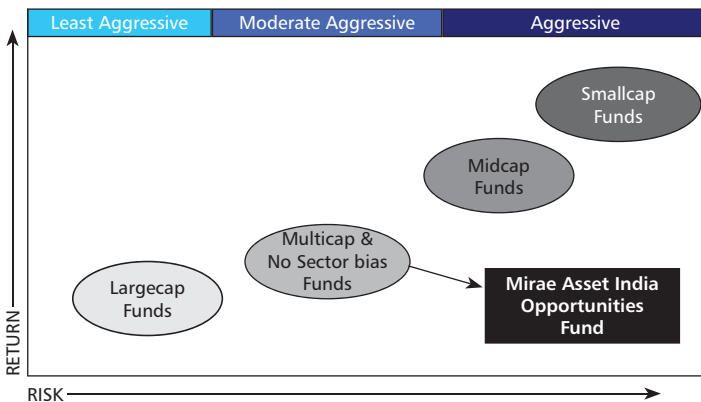 Least Aggressive
Moderate Aggressive
Aggressive
Smallcap
Funds
Midcap
Funds
Multicap &
No Sector bias
Funds
Largecap
Funds
Mirae Asset India
Opportunities
Fund
RETURN
RISK